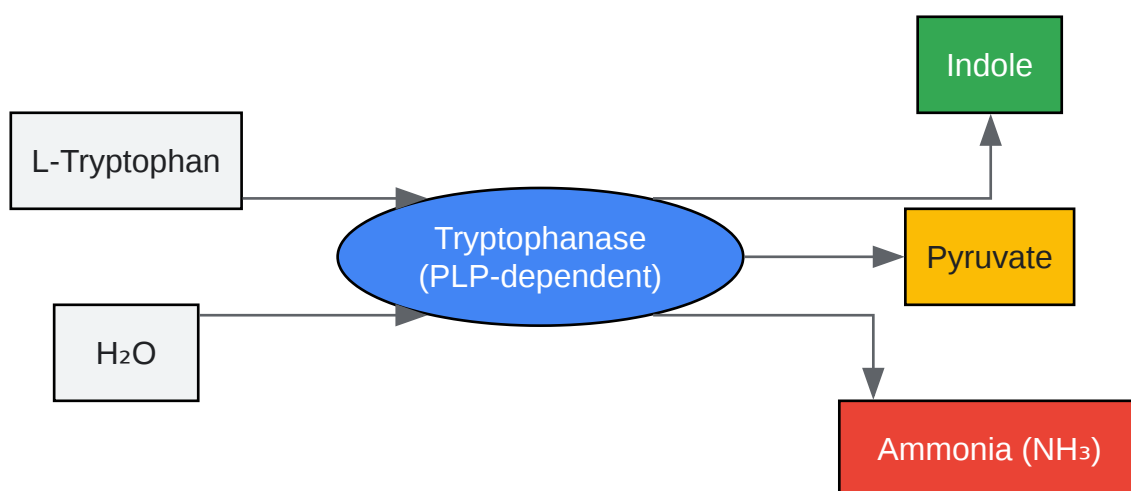 Indole
L-Tryptophan
Tryptophanase
(PLP-dependent)
Pyruvate
H₂O
Ammonia (NH₃)